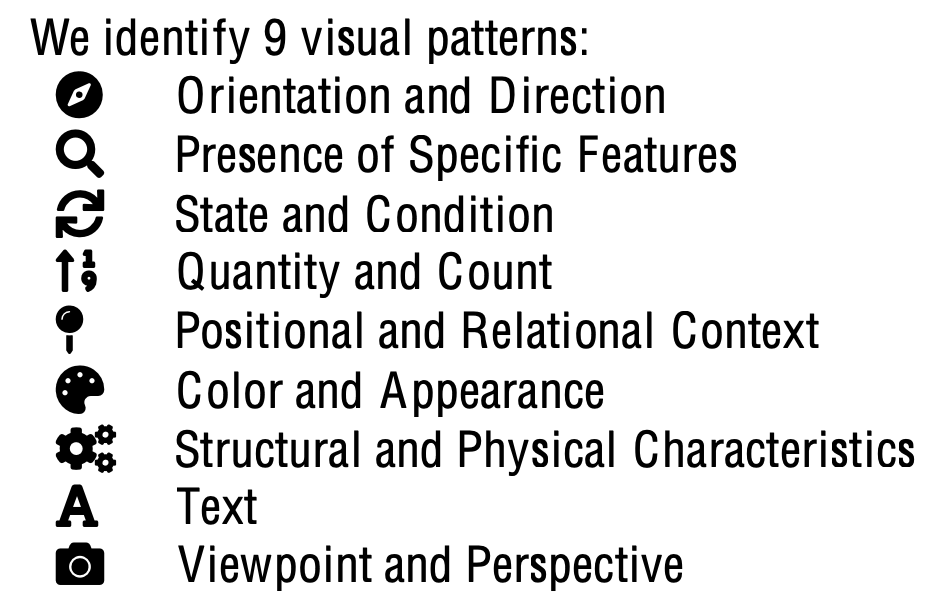 We identify 9 visual patterns:
Orientation and Direction
Presence of Specific Features
State and Condition
Quantity and Count
Positional and Relational Context
Color and Appearance
Structural and Physical Characteristics
Text
Viewpoint and Perspective